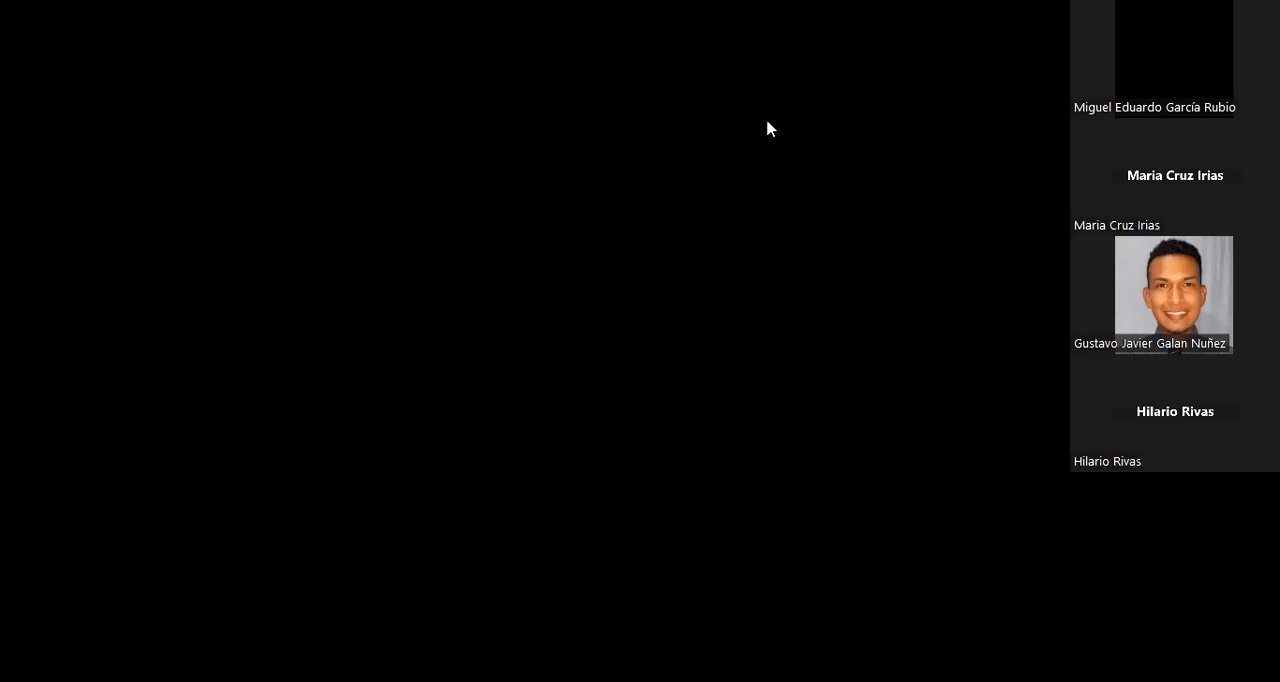 Miguel Eduardo García Rubio
Maria Cruz Irias
Maria Cruz Irias
Gustavo Javier Galan Nuñez
Hilario Rivas
Hilario Rivas